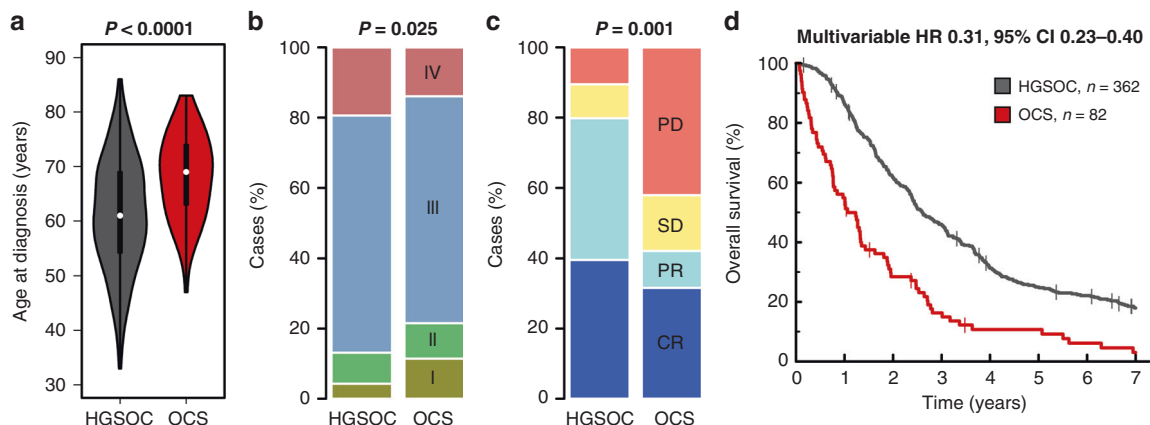 a
P < 0.0001
Age at diagnosis (years)
90
80
70
60
50
40
30
HGSOC
OCS
b
P = 0.025
Cases (%)
100
80
60
40
20
0
IV
III
II
I
HGSOC
OCS
c
P = 0.001
Cases (%)
100
80
60
40
20
0
PD
SD
PR
CR
HGSOC
OCS
d
Multivariable HR 0.31, 95% CI 0.23–0.40
Overall survival (%)
100
80
60
40
20
0
HGSOC, n = 362
OCS, n = 82
0 1 2 3 4 5 6 7
Time (years)